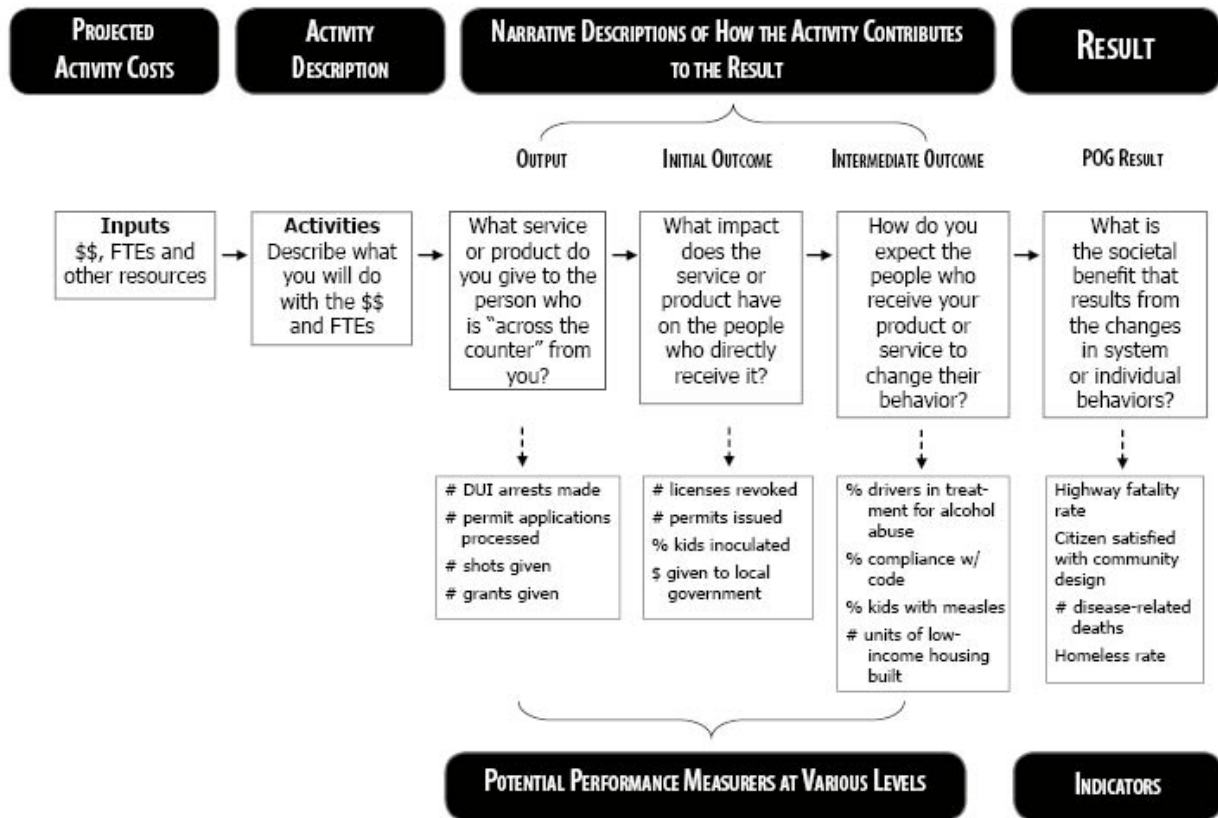 PROJECTED
ACTIVITY COSTS
ACTIVITY
DESCRIPTION
NARRATIVE DESCRIPTIONS OF HOW THE ACTIVITY CONTRIBUTES
TO THE RESULT
RESULT
OUTPUT
INITIAL OUTCOME
INTERMEDIATE OUTCOME
POG RESULT
Inputs
$$, FTEs and
other resources
Activities
Describe what
you will do
with the $$
and FTEs
What service
or product do
you give to the
person who
is “across the
counter” from
you?
What impact
does the
service or
product have
on the people
who directly
receive it?
How do you
expect the
people who
receive your
product or
service to
change their
behavior?
What is
the societal
benefit that
results from
the changes
in system
or individual
behaviors?
# DUI arrests made
# permit applications
processed
# shots given
# grants given
# licenses revoked
# permits issued
% kids inoculated
$ given to local
government
% drivers in treat-
ment for alcohol
abuse
% compliance w/
code
% kids with measles
# units of low-
income housing
built
Highway fatality
rate
Citizen satisfied
with community
design
# disease-related
deaths
Homeless rate
POTENTIAL PERFORMANCE MEASURERS AT VARIOUS LEVELS
INDICATORS